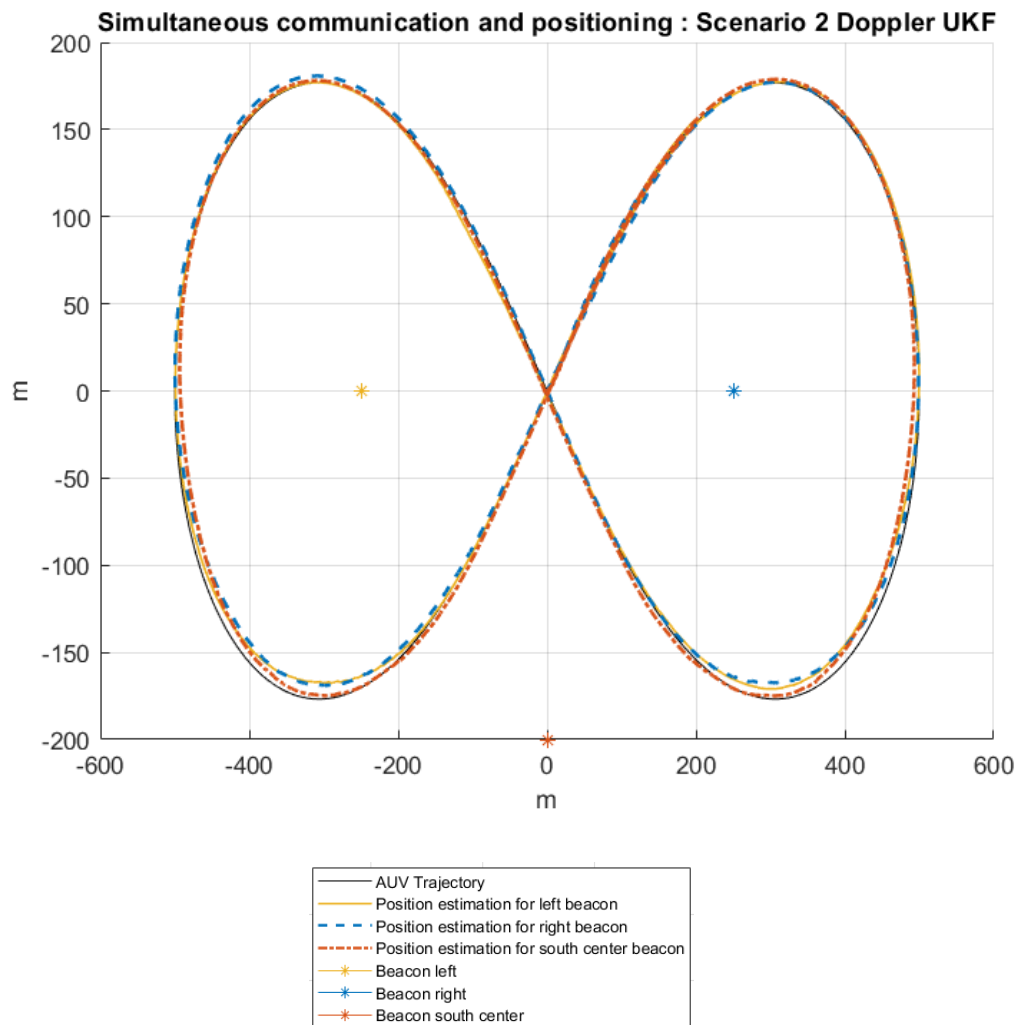 Simultaneous communication and positioning : Scenario 2 Doppler UKF
200
150
100
50
0
-50
-100
-150
-200
m
-600
-400
-200
0
200
400
600
m
AUV Trajectory
Position estimation for left beacon
Position estimation for right beacon
Position estimation for south center beacon
Beacon left
Beacon right
Beacon south center